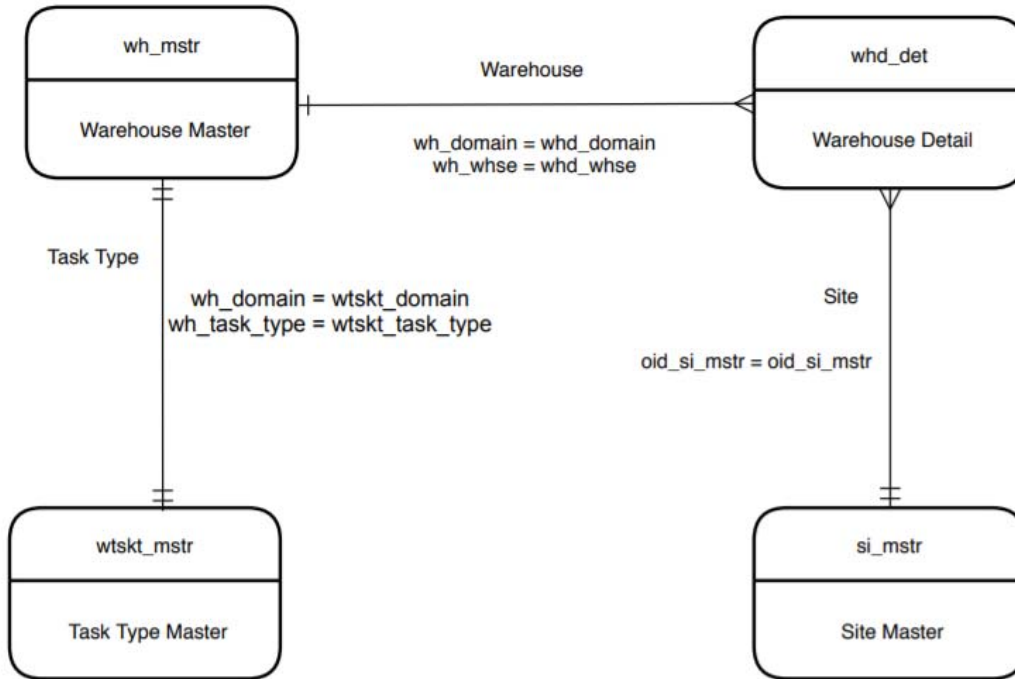 wh_mstr
Warehouse Master
Warehouse
wh_domain = whd_domain
wh_whse = whd_whse
whd_det
Warehouse Detail
Task Type
wh_domain = wtskt_domain
wh_task_type = wtskt_task_type
Site
oid_si_mstr = oid_si_mstr
wtskt_mstr
Task Type Master
si_mstr
Site Master